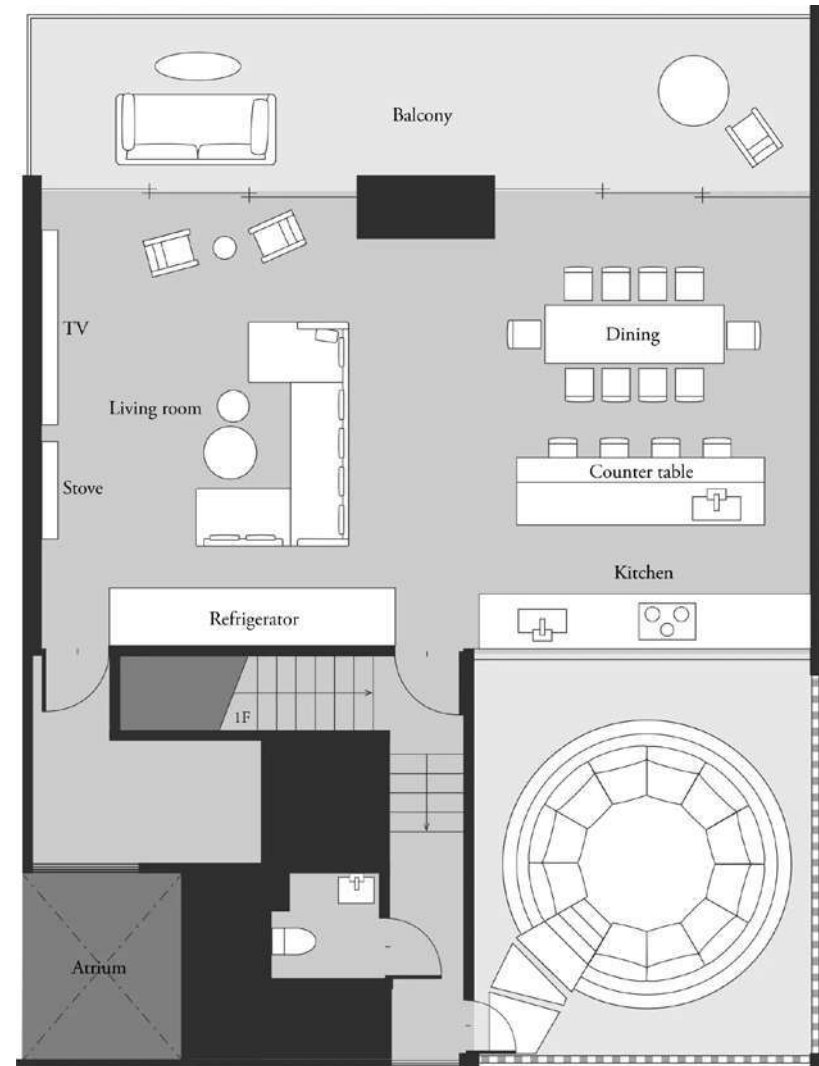 Balcony
TV
Dining
Living room
Counter table
Stove
Kitchen
Refrigerator
1F
Atrium